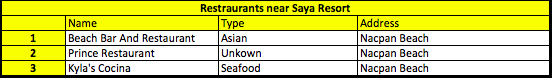 Restraurants near Saya Resort
Name Type Address
1 Beach Bar And Restaurant Asian Nacpan Beach
2 Prince Restaurant Unkown Nacpan Beach
3 Kyla's Cocina Seafood Nacpan Beach